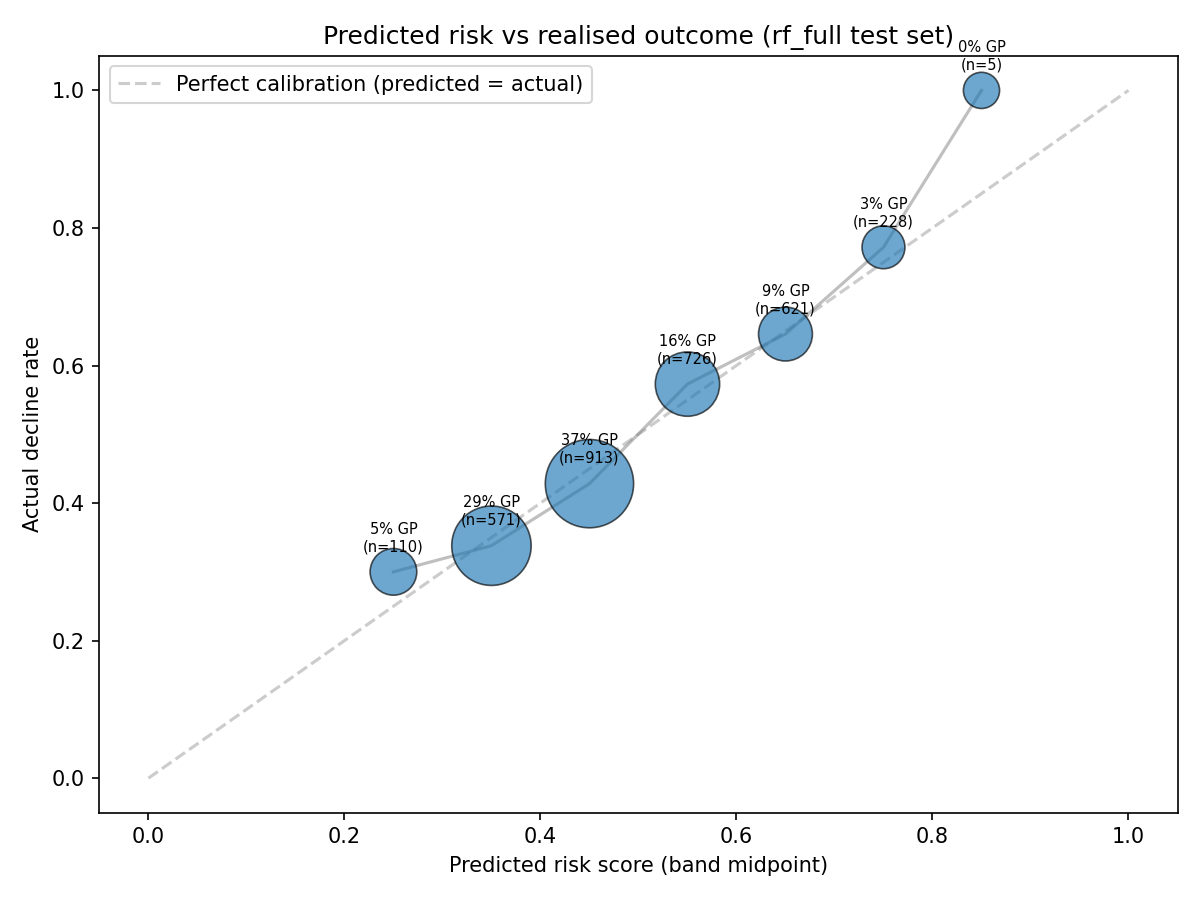 Predicted risk vs realised outcome (rf_full test set)
Perfect calibration (predicted = actual)
0% GP
(n=5)
3% GP
(n=228)
9% GP
(n=621)
16% GP
(n=726)
37% GP
(n=913)
29% GP
(n=571)
5% GP
(n=110)
Actual decline rate
1.0
0.8
0.6
0.4
0.2
0.0
0.0 0.2 0.4 0.6 0.8 1.0
Predicted risk score (band midpoint)